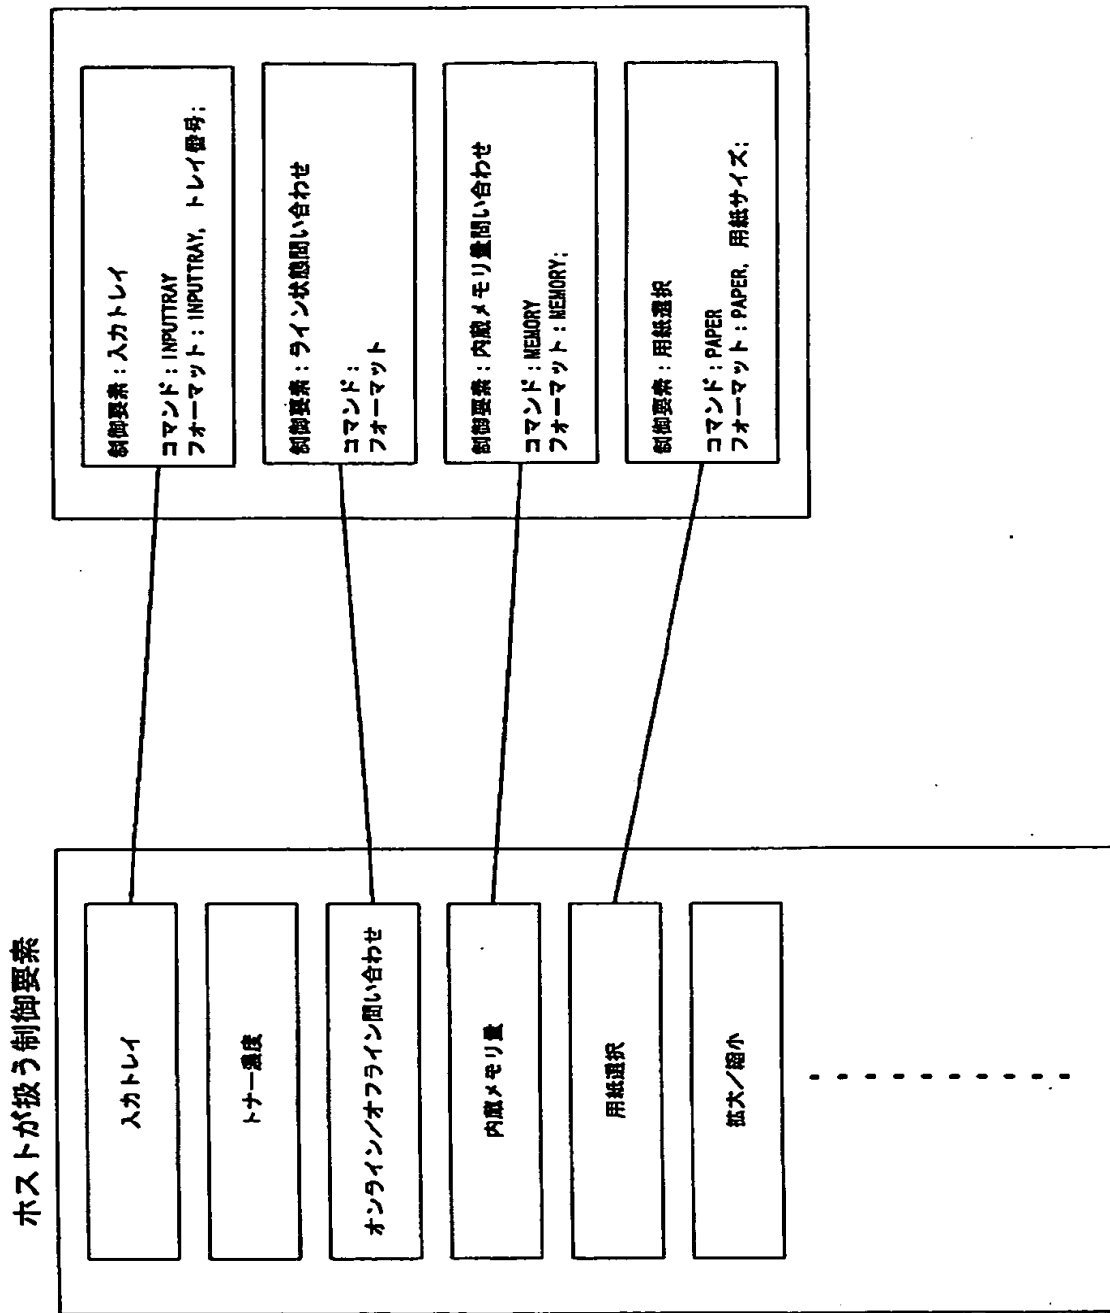 ホストが扱う制御要素
入力トレイ
トナー濃度
オンライン/オフライン問い合わせ
内蔵メモリ量
用紙選択
拡大/縮小
制御要素:入力トレイ
コマンド:INPUTTRAY
フォーマット:INPUTTRAY, トレイ番号;
制御要素:ライン状態問い合わせ
コマンド:
フォーマット
制御要素:内蔵メモリ量問い合わせ
コマンド:MEMORY
フォーマット:MEMORY;
制御要素:用紙選択
コマンド:PAPER
フォーマット:PAPER, 用紙サイズ;